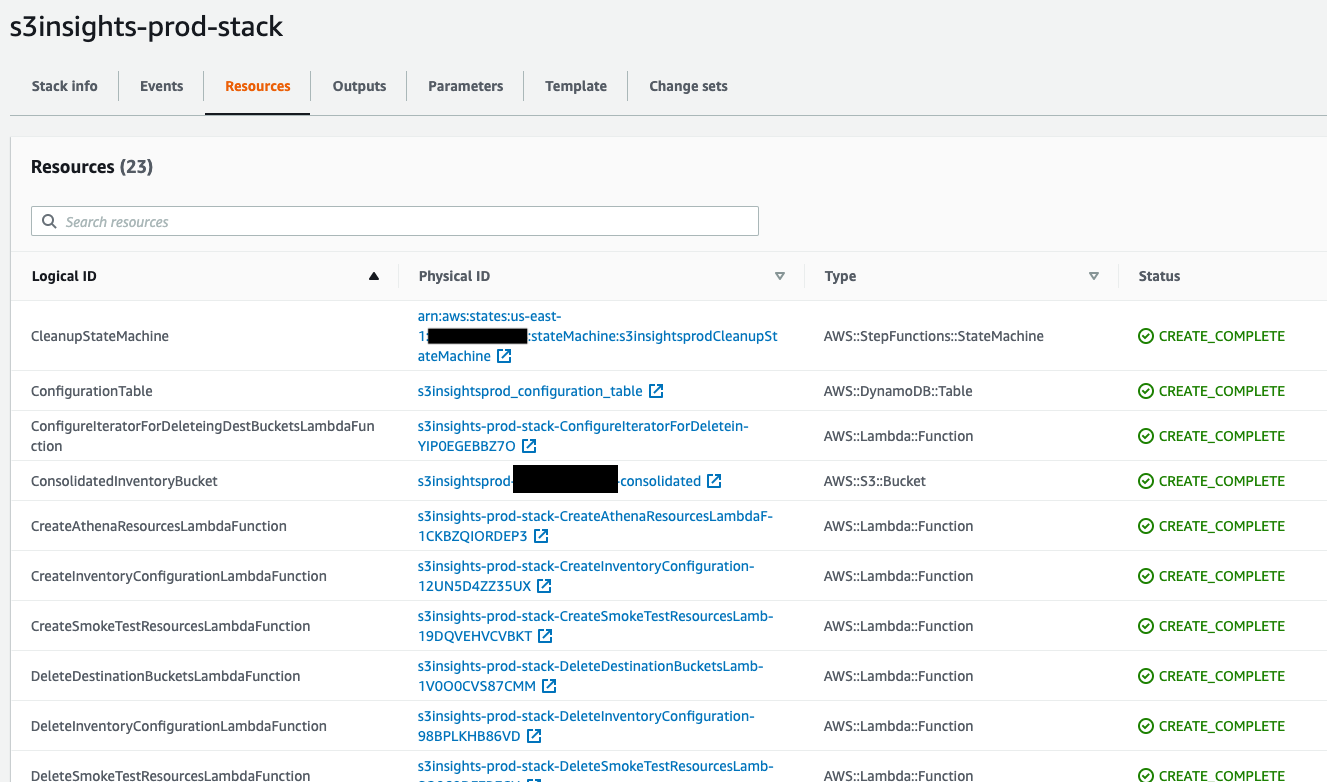 s3insights-prod-stack
Stack info
Events
Resources
Outputs
Parameters
Template
Change sets
Resources (23)
Search resources
Logical ID
Physical ID
Type
Status
CleanupStateMachine
arn:aws:states:us-east-
1:
:stateMachine:s3insightsprodCleanupSt
ateMachine
AWS::StepFunctions::StateMachine
CREATE_COMPLETE
ConfigurationTable
s3insightsprod_configuration_table
AWS::DynamoDB::Table
CREATE_COMPLETE
ConfigureIteratorForDeleteingDestBucketsLambdaFun
ction
s3insights-prod-stack-ConfigureIteratorForDeletein-
YIP0EGEBBZ7O
AWS::Lambda::Function
CREATE_COMPLETE
ConsolidatedInventoryBucket
s3insightsprod-
-consolidated
AWS::S3::Bucket
CREATE_COMPLETE
CreateAthenaResourcesLambdaFunction
s3insights-prod-stack-CreateAthenaResourcesLambdaF-
1CKBZQIORDEP3
AWS::Lambda::Function
CREATE_COMPLETE
CreateInventoryConfigurationLambdaFunction
s3insights-prod-stack-CreateInventoryConfiguration-
12UN5D4ZZ35UX
AWS::Lambda::Function
CREATE_COMPLETE
CreateSmokeTestResourcesLambdaFunction
s3insights-prod-stack-CreateSmokeTestResourcesLamb-
19DQVEHVCVBKT
AWS::Lambda::Function
CREATE_COMPLETE
DeleteDestinationBucketsLambdaFunction
s3insights-prod-stack-DeleteDestinationBucketsLamb-
1V0O0CVS87CMM
AWS::Lambda::Function
CREATE_COMPLETE
DeleteInventoryConfigurationLambdaFunction
s3insights-prod-stack-DeleteInventoryConfiguration-
98BPLKHB86VD
AWS::Lambda::Function
CREATE_COMPLETE
DeleteSmokeTestResourcesLambdaFunction
s3insights-prod-stack-DeleteSmokeTestResourcesLamb-
AWS::Lambda::Function
CREATE_COMPLETE